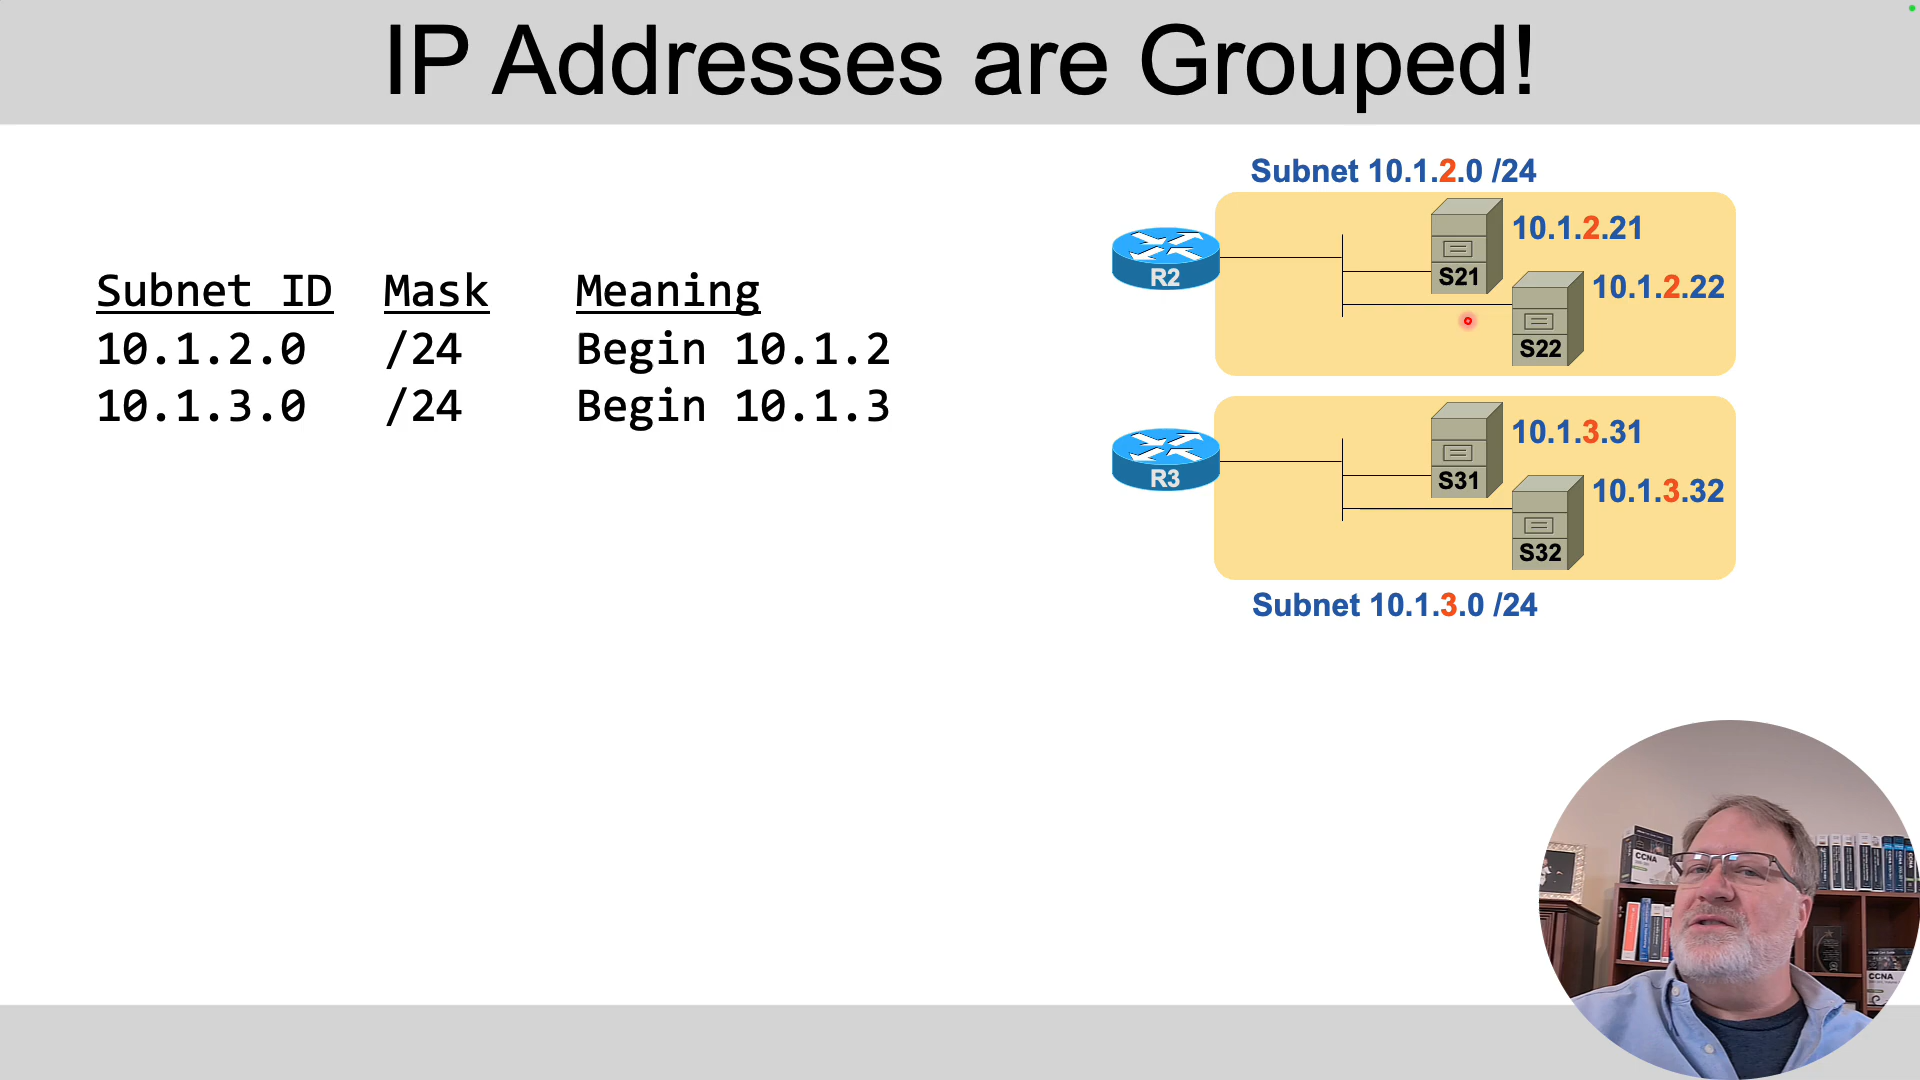 IP Addresses are Grouped!
Subnet ID Mask Meaning
10.1.2.0 /24 Begin 10.1.2
10.1.3.0 /24 Begin 10.1.3
Subnet 10.1.2.0 /24
R2
S21
10.1.2.21
S22
10.1.2.22
R3
S31
10.1.3.31
S32
10.1.3.32
Subnet 10.1.3.0 /24
CCNA
CCNA